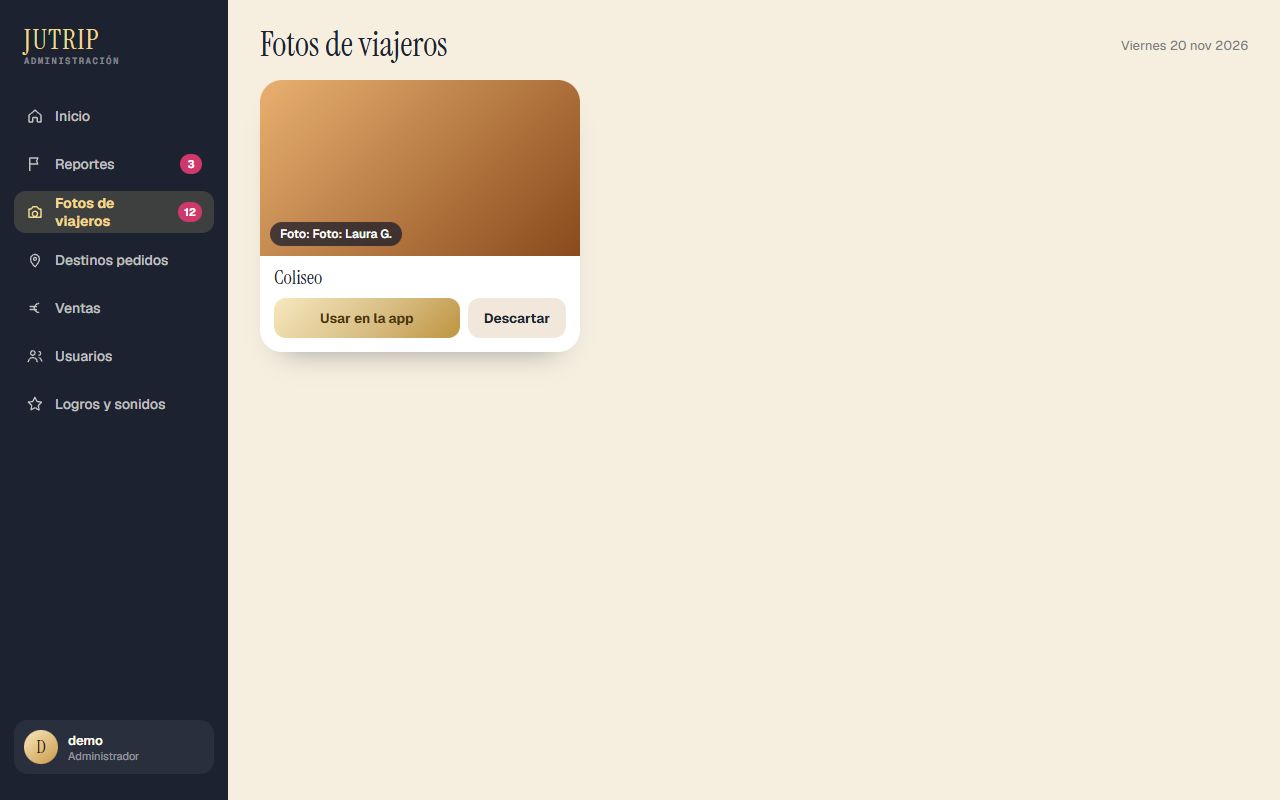 JUTRIP
ADMINISTRACIÓN
Inicio
Reportes 3
Fotos de
viajeros 12
Destinos pedidos
Ventas
Usuarios
Logros y sonidos
D demo
Administrador
Fotos de viajeros
Viernes 20 nov 2026
Foto: Foto: Laura G.
Coliseo
Usar en la app
Descartar